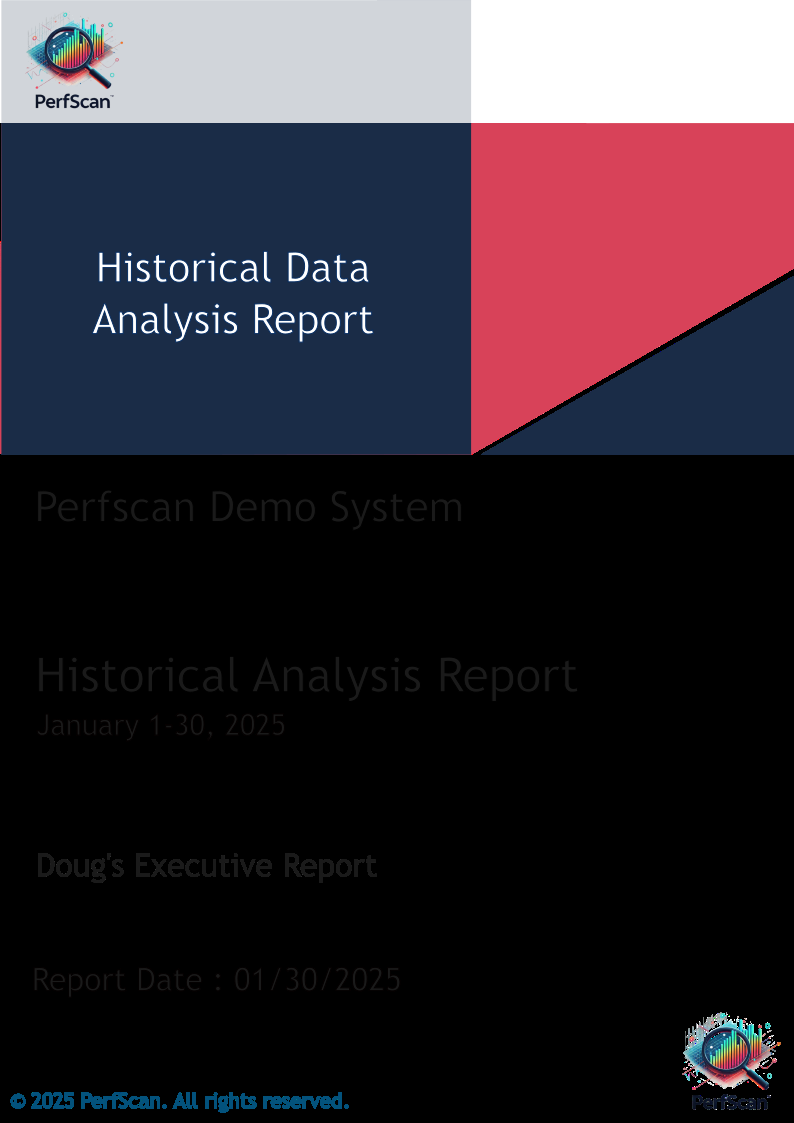 PerfScan™
Historical Data
Analysis Report
Perfscan Demo System
Historical Analysis Report
January 1-30, 2025
Doug's Executive Report
Report Date : 01/30/2025
PerfScan
© 2025 PerfScan. All rights reserved.